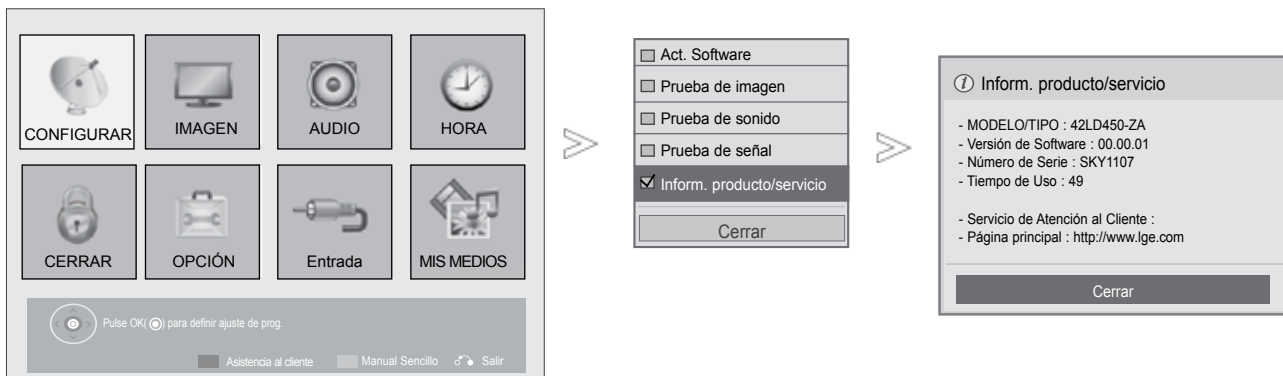 CONFIGURAR
IMAGEN
AUDIO
HORA
CERRAR
OPCIÓN
Entrada
MIS MEDIOS
Pulse OK( ) para definir ajuste de prog.
Asistencia al cliente
Manual Sencillo
Salir
Act. Software
Prueba de imagen
Prueba de sonido
Prueba de señal
Inform. producto/servicio
Cerrar
i Inform. producto/servicio
- MODELO/TIPO : 42LD450-ZA
- Versión de Software : 00.00.01
- Número de Serie : SKY1107
- Tiempo de Uso : 49
- Servicio de Atención al Cliente :
- Página principal : http://www.lge.com
Cerrar